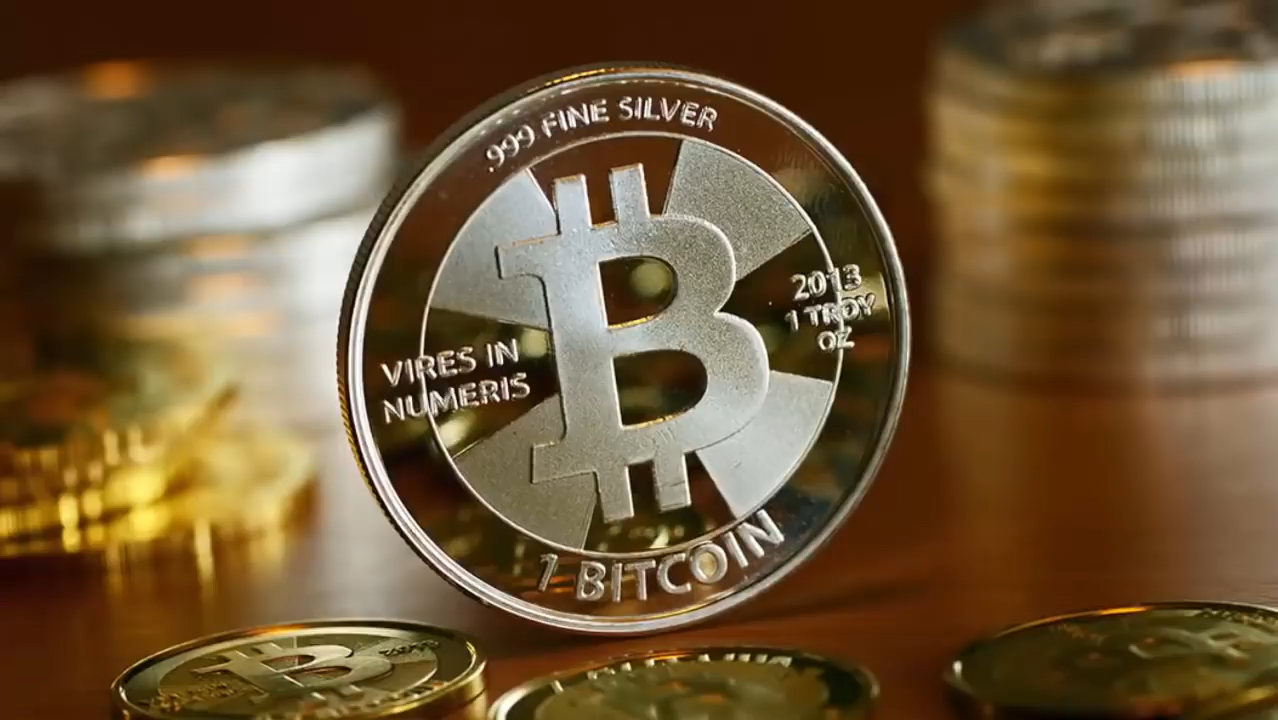 .999 FINE SILVER
2013
1 TROY
OZ
VIRES IN
NUMERIS
1 BITCOIN